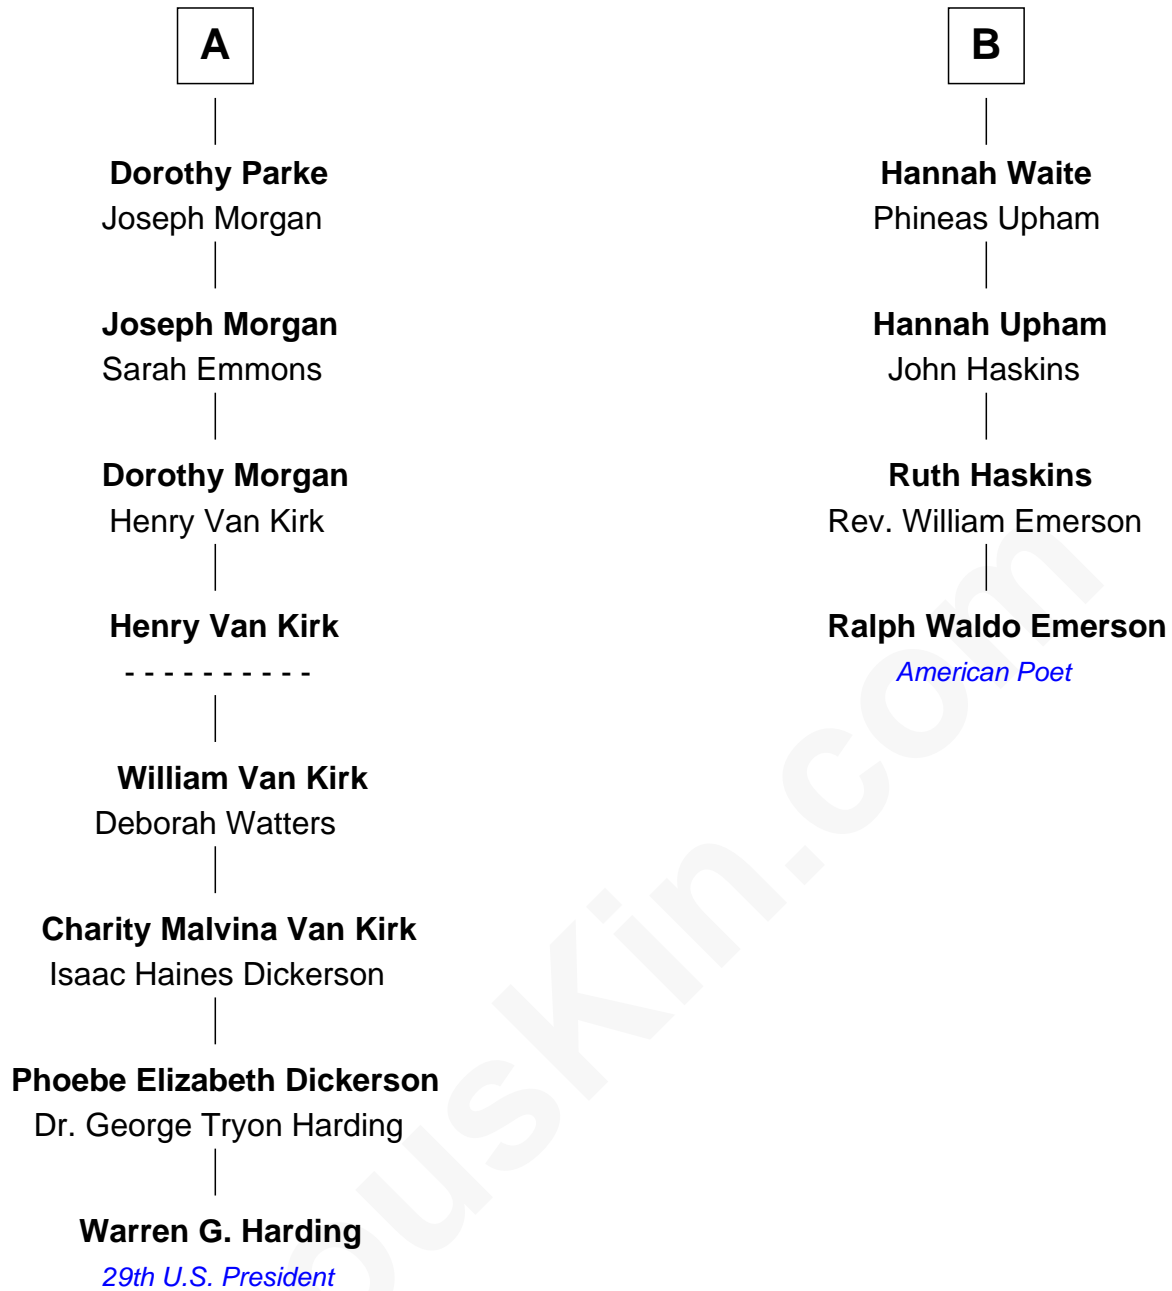 A
Dorothy Parke
Joseph Morgan
Joseph Morgan
Sarah Emmons
Dorothy Morgan
Henry Van Kirk
Henry Van Kirk
- - - - - - - - - -
William Van Kirk
Deborah Watters
Charity Malvina Van Kirk
Isaac Haines Dickerson
Phoebe Elizabeth Dickerson
Dr. George Tryon Harding
Warren G. Harding
29th U.S. President
B
Hannah Waite
Phineas Upham
Hannah Upham
John Haskins
Ruth Haskins
Rev. William Emerson
Ralph Waldo Emerson
American Poet
ousKin.com